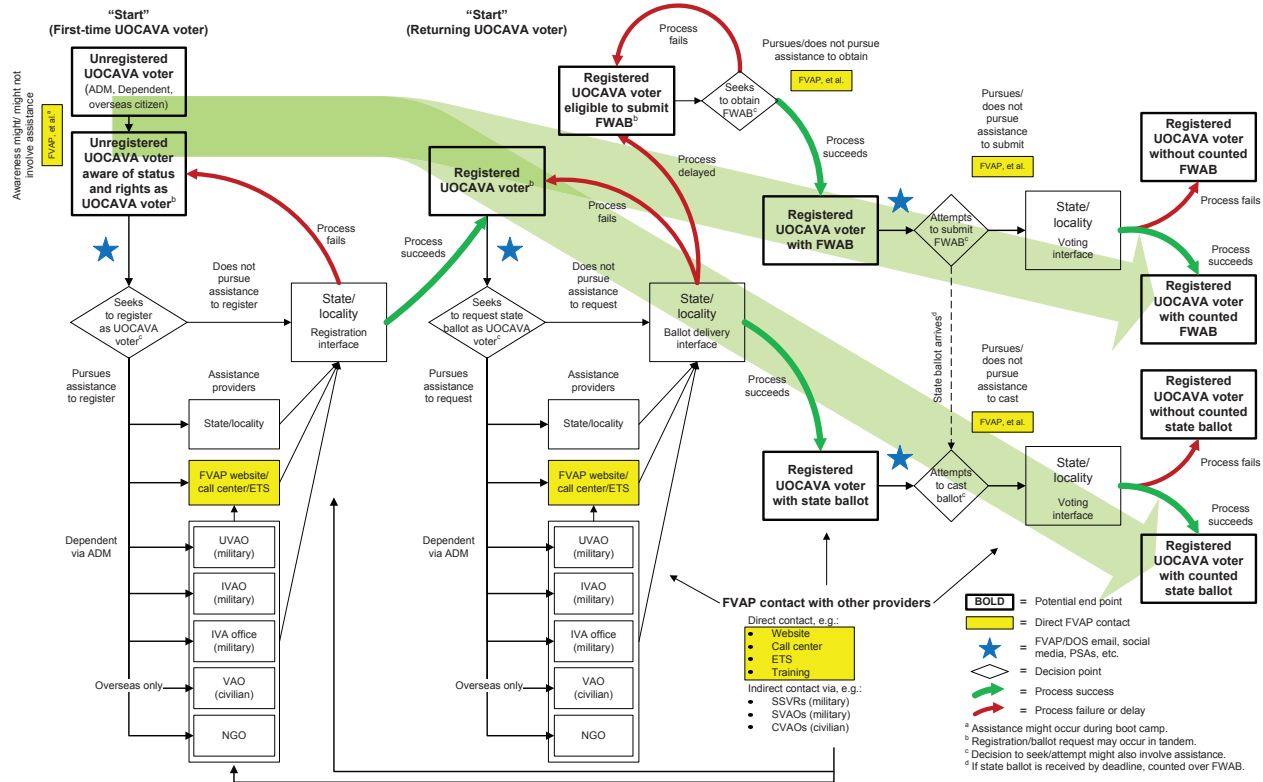 “Start”
(First-time UOCAVA voter)
Unregistered
UOCAVA voter
(ADM, Dependent,
overseas citizen)
Awareness might/ might not
involve assistance
FVAP, et al.ᵃ
Unregistered
UOCAVA voter
aware of status
and rights as
UOCAVA voterᵇ
Process
fails
Process
succeeds
Does not
pursue
assistance
to register
Seeks
to register
as UOCAVA
voterᶜ
State/
locality
Registration
interface
Pursues
assistance
to register
Assistance
providers
State/locality
FVAP website/
call center/ETS
Dependent
via ADM
UVAO
(military)
IVAO
(military)
IVA office
(military)
Overseas only
VAO
(civilian)
NGO
“Start”
(Returning UOCAVA voter)
Registered
UOCAVA voterᵇ
Process
fails
Process
delayed
Does not
pursue
assistance
to request
Seeks
to request state
ballot as UOCAVA
voterᶜ
State/
locality
Ballot delivery
interface
Pursues
assistance
to request
Assistance
providers
State/locality
FVAP website/
call center/ETS
Dependent
via ADM
UVAO
(military)
IVAO
(military)
IVA office
(military)
Overseas only
VAO
(civilian)
NGO
Process
fails
Registered
UOCAVA voter
eligible to submit
FWABᵇ
Seeks
to obtain
FWABᶜ
Pursues/does not pursue
assistance to obtain
FVAP, et al.
Process
succeeds
Registered
UOCAVA voter
with FWAB
Attempts
to submit
FWABᶜ
Pursues/
does not
pursue
assistance
to submit
FVAP, et al.
State/
locality
Voting
interface
Registered
UOCAVA voter
without counted
FWAB
Process fails
Process
succeeds
Registered
UOCAVA voter
with counted
FWAB
State ballot arrivesᵈ
Process
succeeds
Registered
UOCAVA voter
with state ballot
Attempts
to cast
ballotᶜ
Pursues/
does not
pursue
assistance
to cast
FVAP, et al.
State/
locality
Voting
interface
Registered
UOCAVA voter
without counted
state ballot
Process fails
Process
succeeds
Registered
UOCAVA voter
with counted
state ballot
FVAP contact with other providers
Direct contact, e.g.:
• Website
• Call center
• ETS
• Training
Indirect contact via, e.g.:
• SSVRs (military)
• SVAOs (military)
• CVAOs (civilian)
BOLD = Potential end point
= Direct FVAP contact
= FVAP/DOS email, social
media, PSAs, etc.
= Decision point
= Process success
= Process failure or delay
ᵃ Assistance might occur during boot camp.
ᵇ Registration/ballot request may occur in tandem.
ᶜ Decision to seek/attempt might also involve assistance.
ᵈ If state ballot is received by deadline, counted over FWAB.